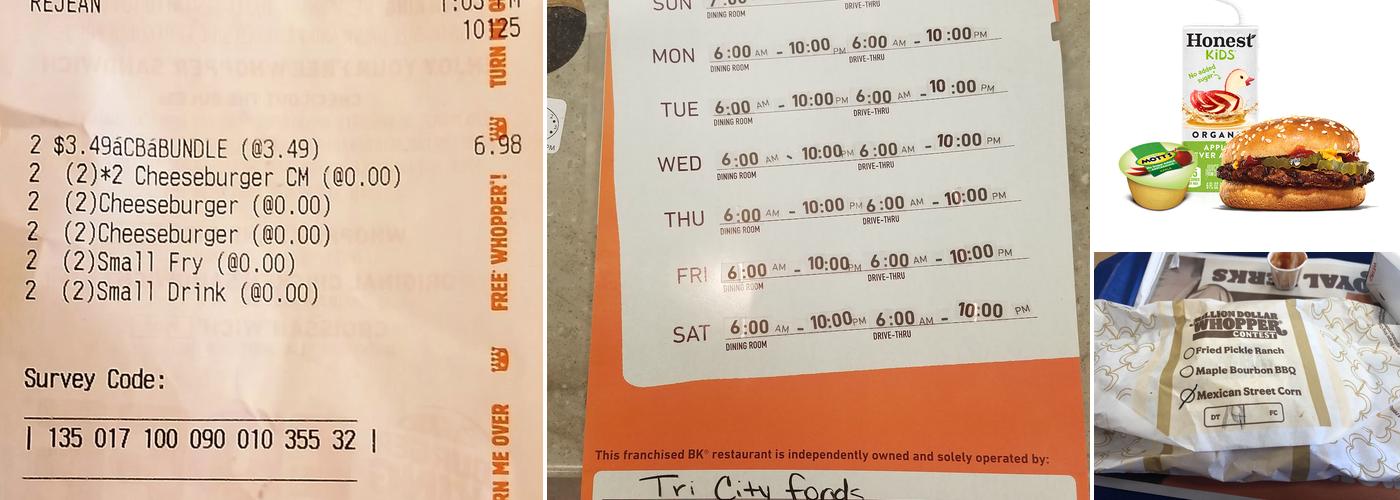 REJEAN
10125
2 $3.49áCBáBUNDLE (@3.49) 6.98
2 (2)*2 Cheeseburger CM (@0.00)
2 (2)Cheeseburger (@0.00)
2 (2)Cheeseburger (@0.00)
2 (2)Small Fry (@0.00)
2 (2)Small Drink (@0.00)
Survey Code:
| 135 017 100 090 010 355 32 |
FREE WHOPPER®!
ME OVER
SUN
DINING ROOM DRIVE-THRU
MON 6:00 AM - 10:00 PM 6:00 AM - 10:00 PM
DINING ROOM DRIVE-THRU
TUE 6:00 AM - 10:00 PM 6:00 AM - 10:00 PM
DINING ROOM DRIVE-THRU
WED 6:00 AM - 10:00 PM 6:00 AM - 10:00 PM
DINING ROOM DRIVE-THRU
THU 6:00 AM - 10:00 PM 6:00 AM - 10:00 PM
DINING ROOM DRIVE-THRU
FRI 6:00 AM - 10:00 PM 6:00 AM - 10:00 PM
DINING ROOM DRIVE-THRU
SAT 6:00 AM - 10:00 PM 6:00 AM - 10:00 PM
DINING ROOM DRIVE-THRU
This franchised BK® restaurant is independently owned and solely operated by:
Tri City foods
Honest
KiDS
No added
sugar
ORGAN
MOTT'S
WHOPPER
CONTEST
Fried Pickle Ranch
Maple Bourbon BBQ
Mexican Street Corn
DT FC